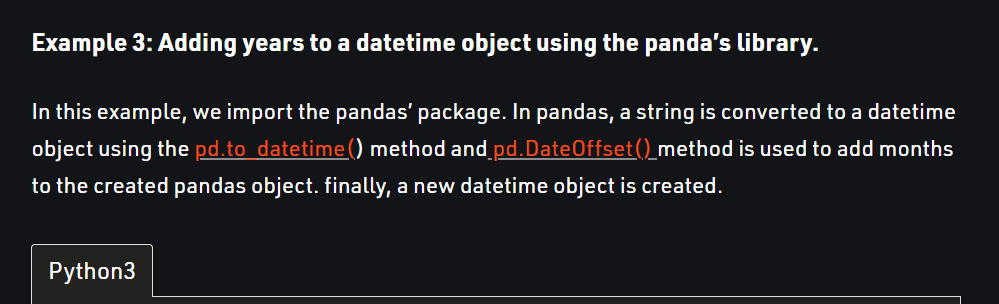 Example 3: Adding years to a datetime object using the panda's library.
In this example, we import the pandas' package. In pandas, a string is converted to a datetime
object using the pd.to_datetime() method and pd.DateOffset() method is used to add months
to the created pandas object. finally, a new datetime object is created.
Python3